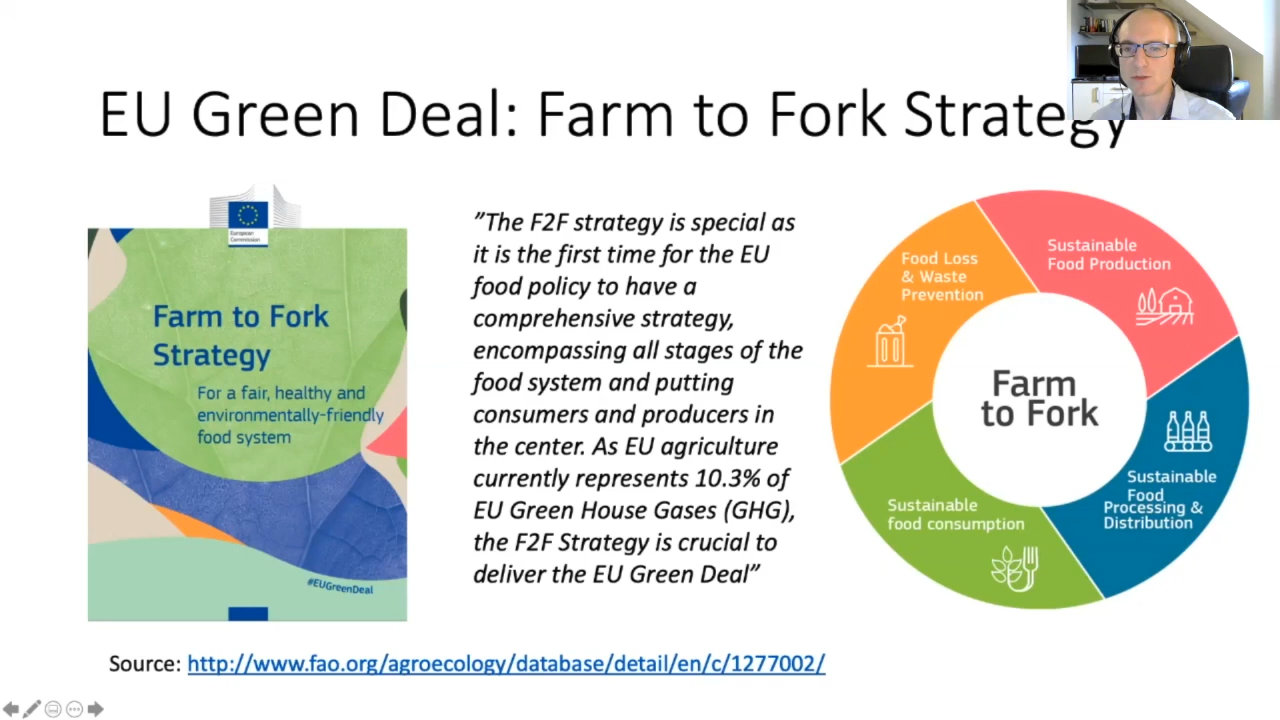 EU Green Deal: Farm to Fork Strategy
European
Commission
Farm to Fork
Strategy
For a fair, healthy and
environmentally-friendly
food system
#EUGreenDeal
”The F2F strategy is special as
it is the first time for the EU
food policy to have a
comprehensive strategy,
encompassing all stages of the
food system and putting
consumers and producers in
the center. As EU agriculture
currently represents 10.3% of
EU Green House Gases (GHG),
the F2F Strategy is crucial to
deliver the EU Green Deal”
Food Loss
& Waste
Prevention
Sustainable
Food Production
Farm
to Fork
Sustainable
Food
Processing &
Distribution
Sustainable
food consumption
Source: http://www.fao.org/agroecology/database/detail/en/c/1277002/